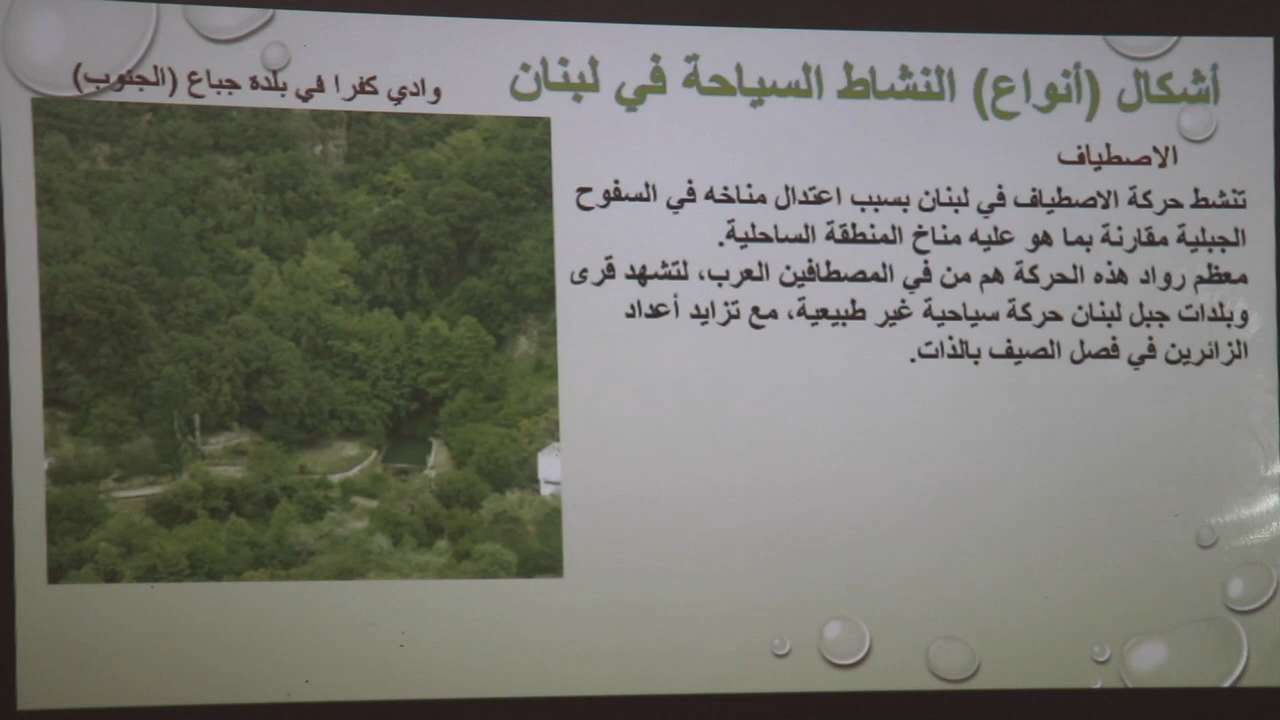 أشكال (أنواع) النشاط السياحة في لبنان
وادي كفرا في بلدة جباع (الجنوب)
الاصطياف
تنشط حركة الاصطياف في لبنان بسبب اعتدال مناخه في السفوح
الجبلية مقارنة بما هو عليه مناخ المنطقة الساحلية.
معظم رواد هذه الحركة هم من في المصطافين العرب، لتشهد قرى
وبلدات جبل لبنان حركة سياحية غير طبيعية، مع تزايد أعداد
الزائرين في فصل الصيف بالذات.